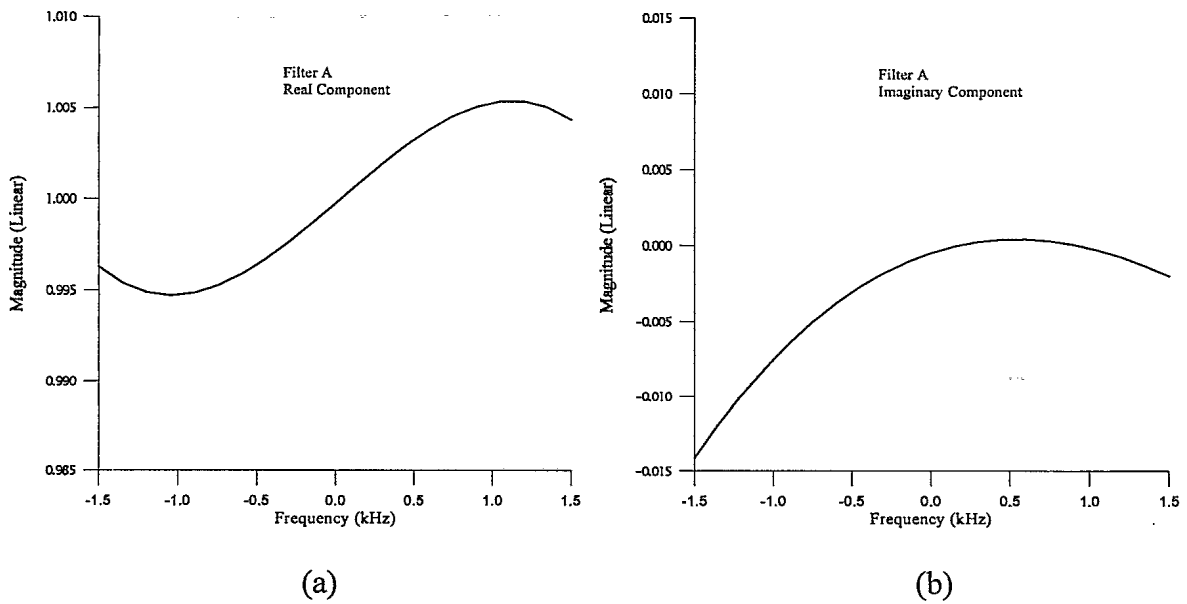 1.010
1.005
1.000
0.995
0.990
0.985
Magnitude (Linear)
Filter A
Real Component
-1.5 -1.0 -0.5 0.0 0.5 1.0 1.5
Frequency (kHz)
(a)
0.015
0.010
0.005
0.000
-0.005
-0.010
-0.015
Magnitude (Linear)
Filter A
Imaginary Component
-1.5 -1.0 -0.5 0.0 0.5 1.0 1.5
Frequency (kHz)
(b)